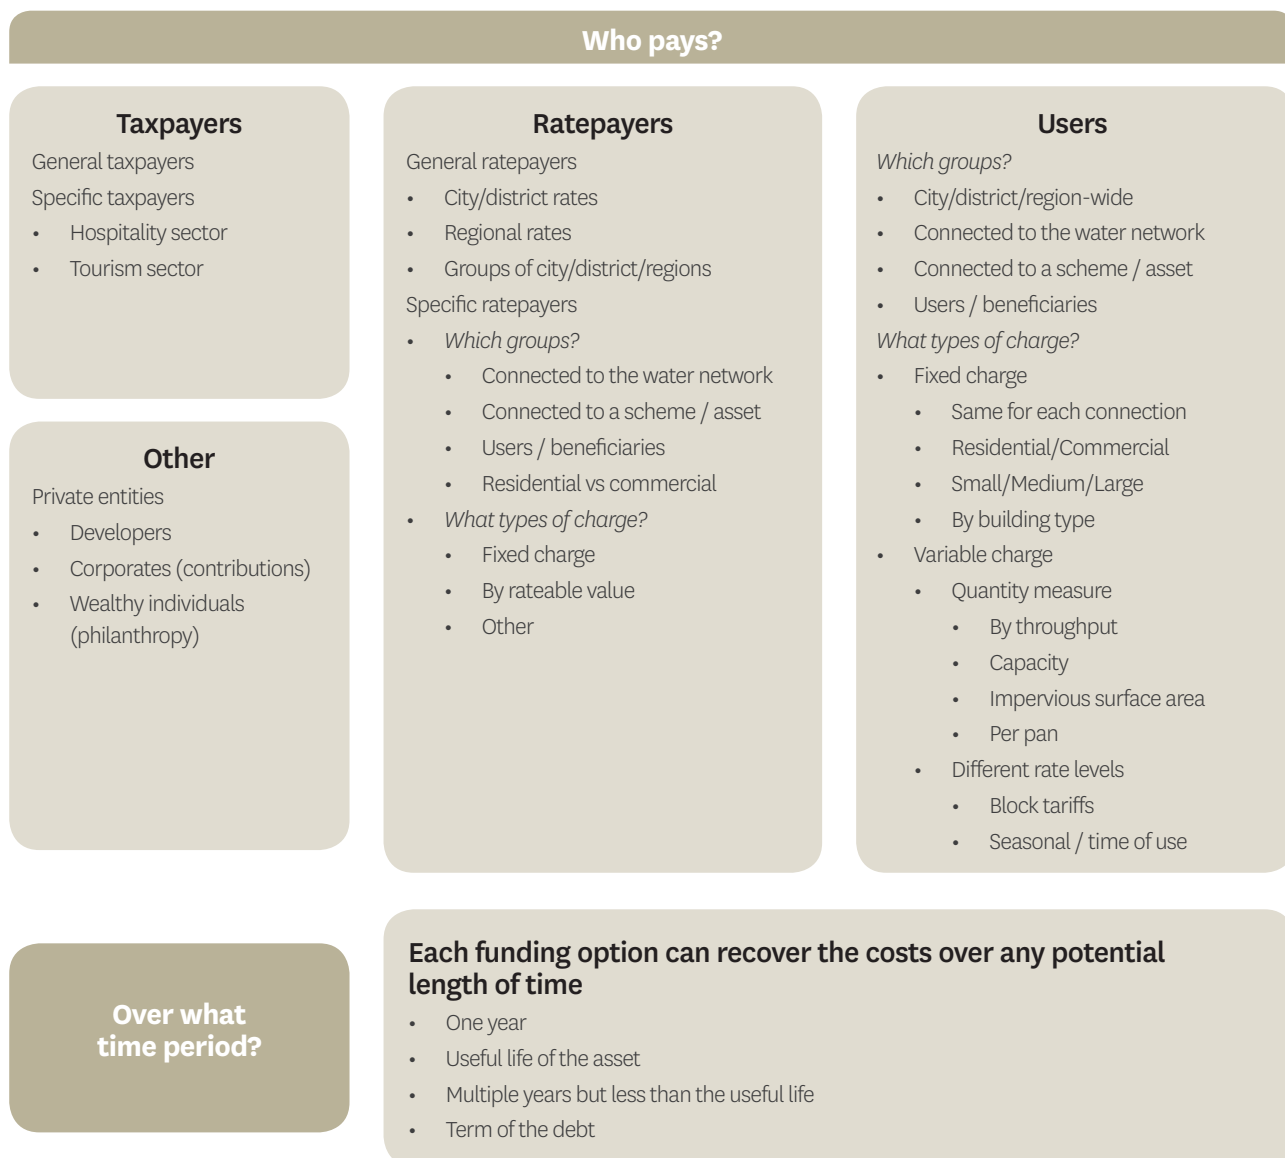 Who pays?
Taxpayers
General taxpayers
Specific taxpayers
• Hospitality sector
• Tourism sector
Other
Private entities
• Developers
• Corporates (contributions)
• Wealthy individuals
(philanthropy)
Ratepayers
General ratepayers
• City/district rates
• Regional rates
• Groups of city/district/regions
Specific ratepayers
• Which groups?
• Connected to the water network
• Connected to a scheme / asset
• Users / beneficiaries
• Residential vs commercial
• What types of charge?
• Fixed charge
• By rateable value
• Other
Users
Which groups?
• City/district/region-wide
• Connected to the water network
• Connected to a scheme / asset
• Users / beneficiaries
What types of charge?
• Fixed charge
• Same for each connection
• Residential/Commercial
• Small/Medium/Large
• By building type
• Variable charge
• Quantity measure
• By throughput
• Capacity
• Impervious surface area
• Per pan
• Different rate levels
• Block tariffs
• Seasonal / time of use
Over what
time period?
Each funding option can recover the costs over any potential
length of time
• One year
• Useful life of the asset
• Multiple years but less than the useful life
• Term of the debt